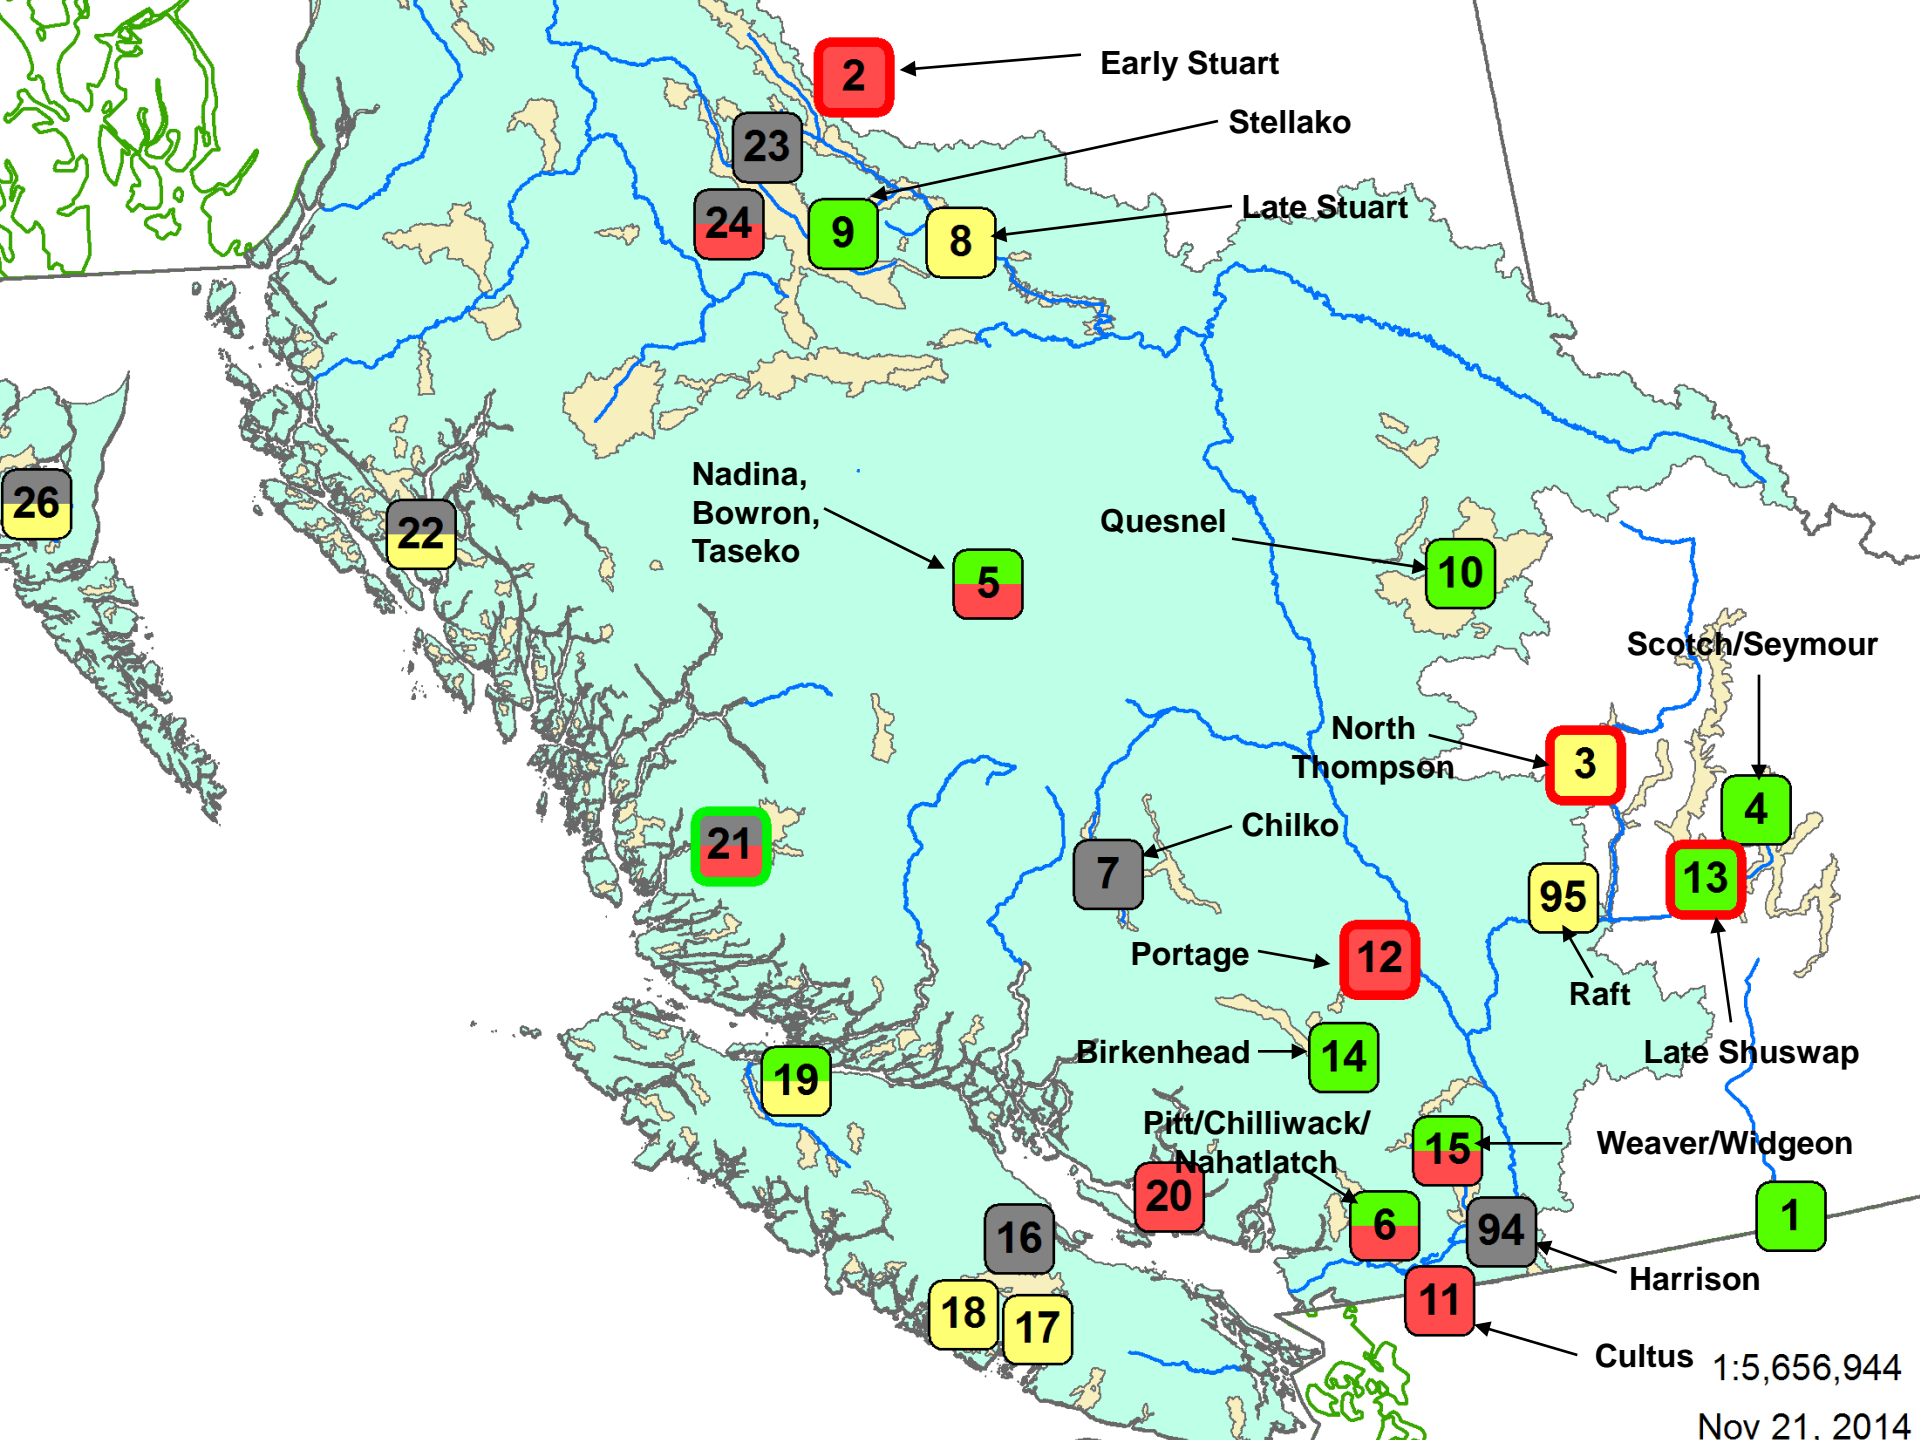 2
Early Stuart
Stellako
23
24
9
8
Late Stuart
Nadina,
Bowron,
Taseko
26
22
5
Quesnel
10
Scotch/Seymour
North
Thompson
3
4
21
Chilko
7
13
95
Portage
12
Raft
Birkenhead
14
Late Shuswap
19
Pitt/Chilliwack/
Nahatlatch
15
Weaver/Widgeon
20
6
94
1
16
Harrison
18
17
11
Cultus
1:5,656,944
Nov 21, 2014